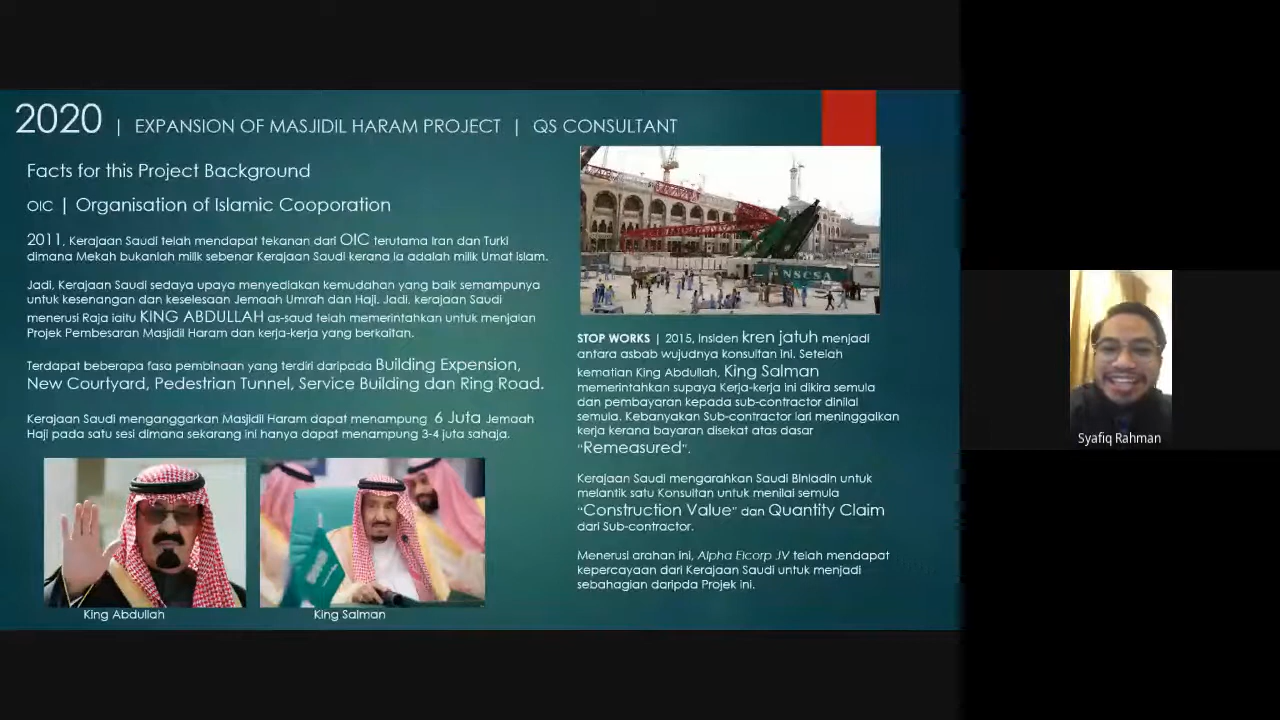 2020 | EXPANSION OF MASJIDIL HARAM PROJECT | QS CONSULTANT
Facts for this Project Background
OIC | Organisation of Islamic Cooporation
2011, Kerajaan Saudi telah mendapat tekanan dari OIC terutama Iran dan Turki
dimana Mekah bukanlah milik sebenar Kerajaan Saudi kerana ia adalah milik Umat Islam.
Jadi, Kerajaan Saudi sedaya upaya menyediakan kemudahan yang baik semampunya
untuk kesenangan dan keselesaan Jemaah Umrah dan Haji. Jadi, kerajaan Saudi
menerusi Raja iaitu KING ABDULLAH as-saud telah memerintahkan untuk menjalan
Projek Pembesaran Masjidil Haram dan kerja-kerja yang berkaitan.
Terdapat beberapa fasa pembinaan yang terdiri daripada Building Expension,
New Courtyard, Pedestrian Tunnel, Service Building dan Ring Road.
Kerajaan Saudi menganggarkan Masjidil Haram dapat menampung 6 Juta Jemaah
Haji pada satu sesi dimana sekarang ini hanya dapat menampung 3-4 juta sahaja.
King Abdullah
King Salman
NSCSA
STOP WORKS | 2015, Insiden kren jatuh menjadi
antara asbab wujudnya konsultan ini. Setelah
kematian King Abdullah, King Salman
memerintahkan supaya Kerja-kerja ini dikira semula
dan pembayaran kepada sub-contractor dinilai
semula. Kebanyakan Sub-contractor lari meninggalkan
kerja kerana bayaran disekat atas dasar
"Remeasured".
Kerajaan Saudi mengarahkan Saudi Binladin untuk
melantik satu Konsultan untuk menilai semula
"Construction Value" dan Quantity Claim
dari Sub-contractor.
Menerusi arahan ini, Alpha Elcorp JV telah mendapat
kepercayaan dari Kerajaan Saudi untuk menjadi
sebahagian daripda Projek ini.
Syafiq Rahman